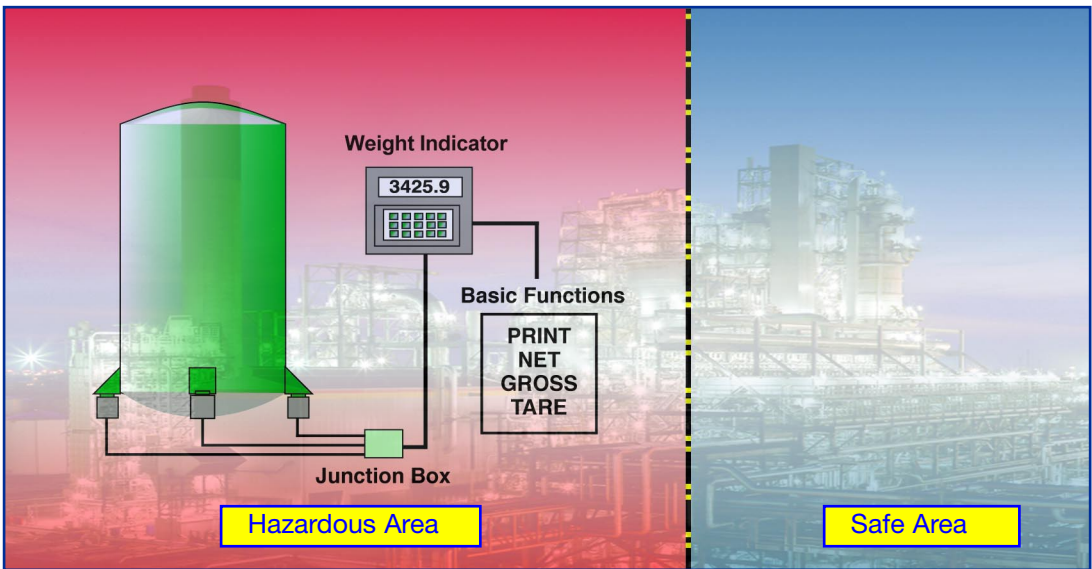 Weight Indicator
3425.9
Basic Functions
PRINT
NET
GROSS
TARE
Junction Box
Hazardous Area
Safe Area